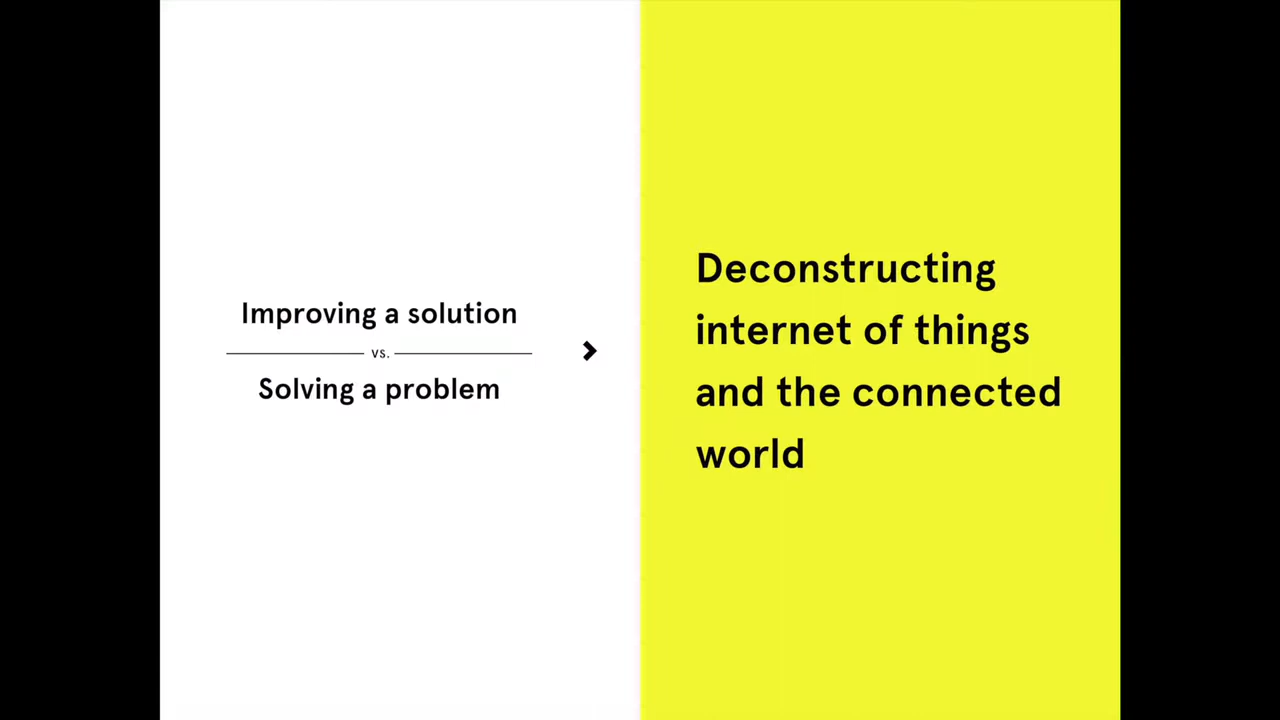 Improving a solution
vs.
Solving a problem
Deconstructing
internet of things
and the connected
world